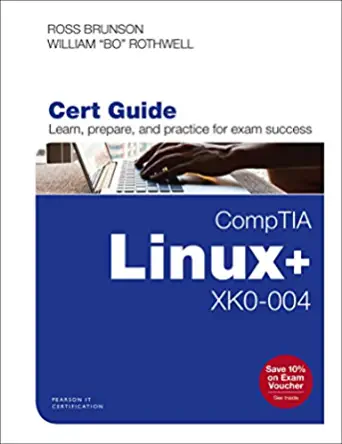 ROSS BRUNSON
WILLIAM “BO” ROTHWELL
Cert Guide
Learn, prepare, and practice for exam success
CompTIA
Linux+
XK0-004
Save 10%
on Exam
Voucher
See Inside
PEARSON IT
CERTIFICATION